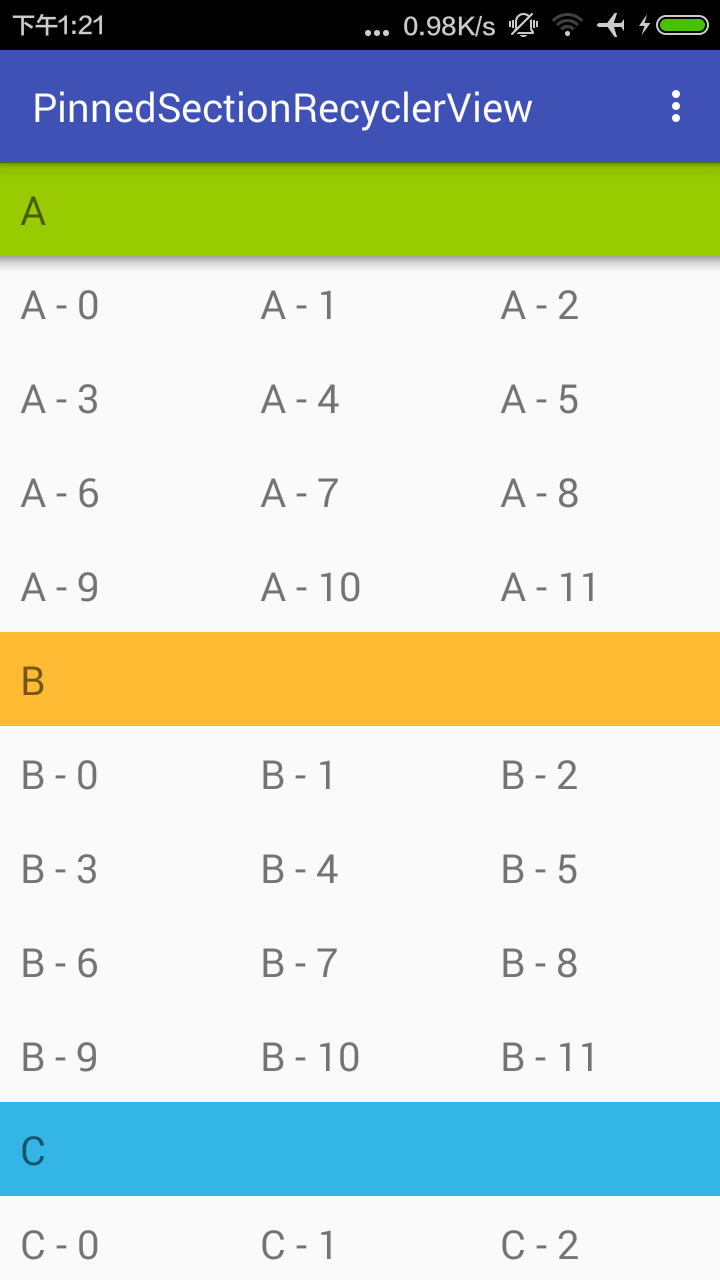 下午1:21 ... 0.98K/s
PinnedSectionRecyclerView
A
A - 0 A - 1 A - 2
A - 3 A - 4 A - 5
A - 6 A - 7 A - 8
A - 9 A - 10 A - 11
B
B - 0 B - 1 B - 2
B - 3 B - 4 B - 5
B - 6 B - 7 B - 8
B - 9 B - 10 B - 11
C
C - 0 C - 1 C - 2